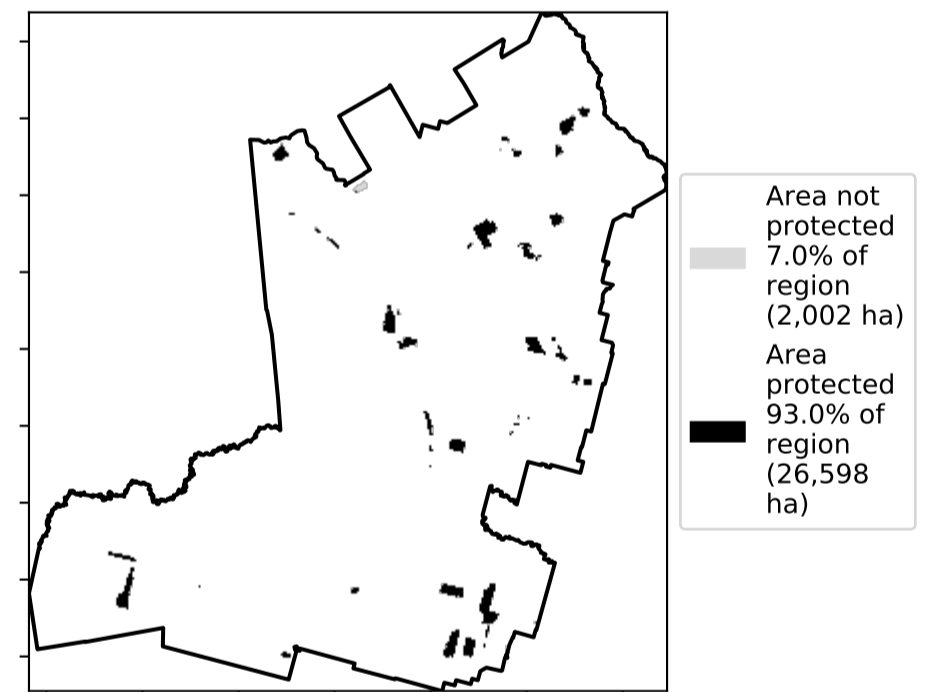 Area not
protected
7.0% of
region
(2,002 ha)
Area
protected
93.0% of
region
(26,598
ha)